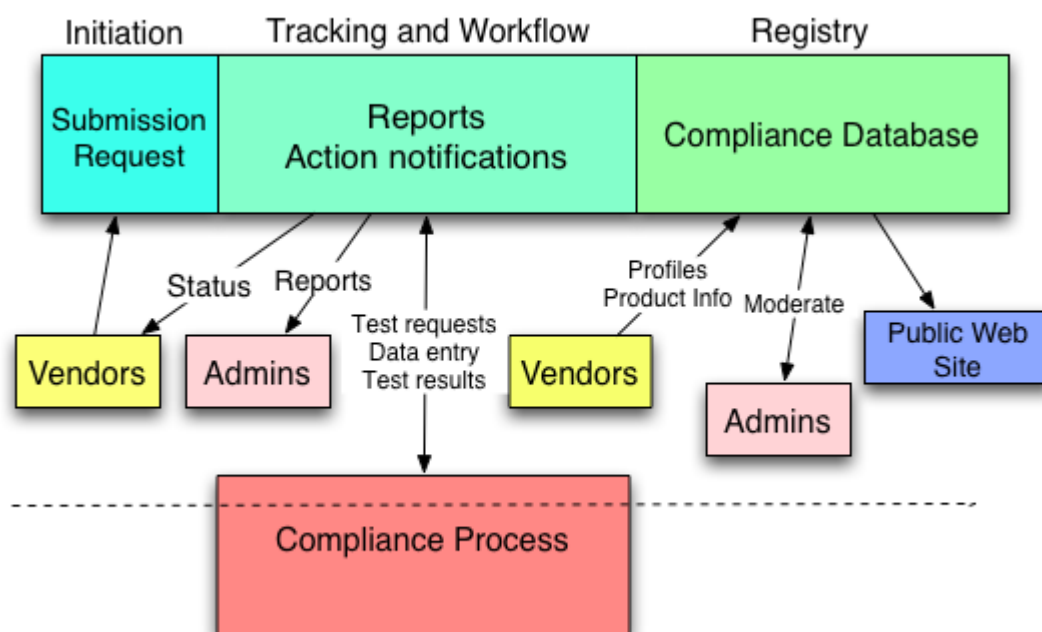 Initiation
Tracking and Workflow
Registry
Submission
Request
Reports
Action notifications
Compliance Database
Status
Reports
Test requests
Data entry
Test results
Profiles
Product Info
Moderate
Vendors
Admins
Vendors
Admins
Public Web
Site
Compliance Process